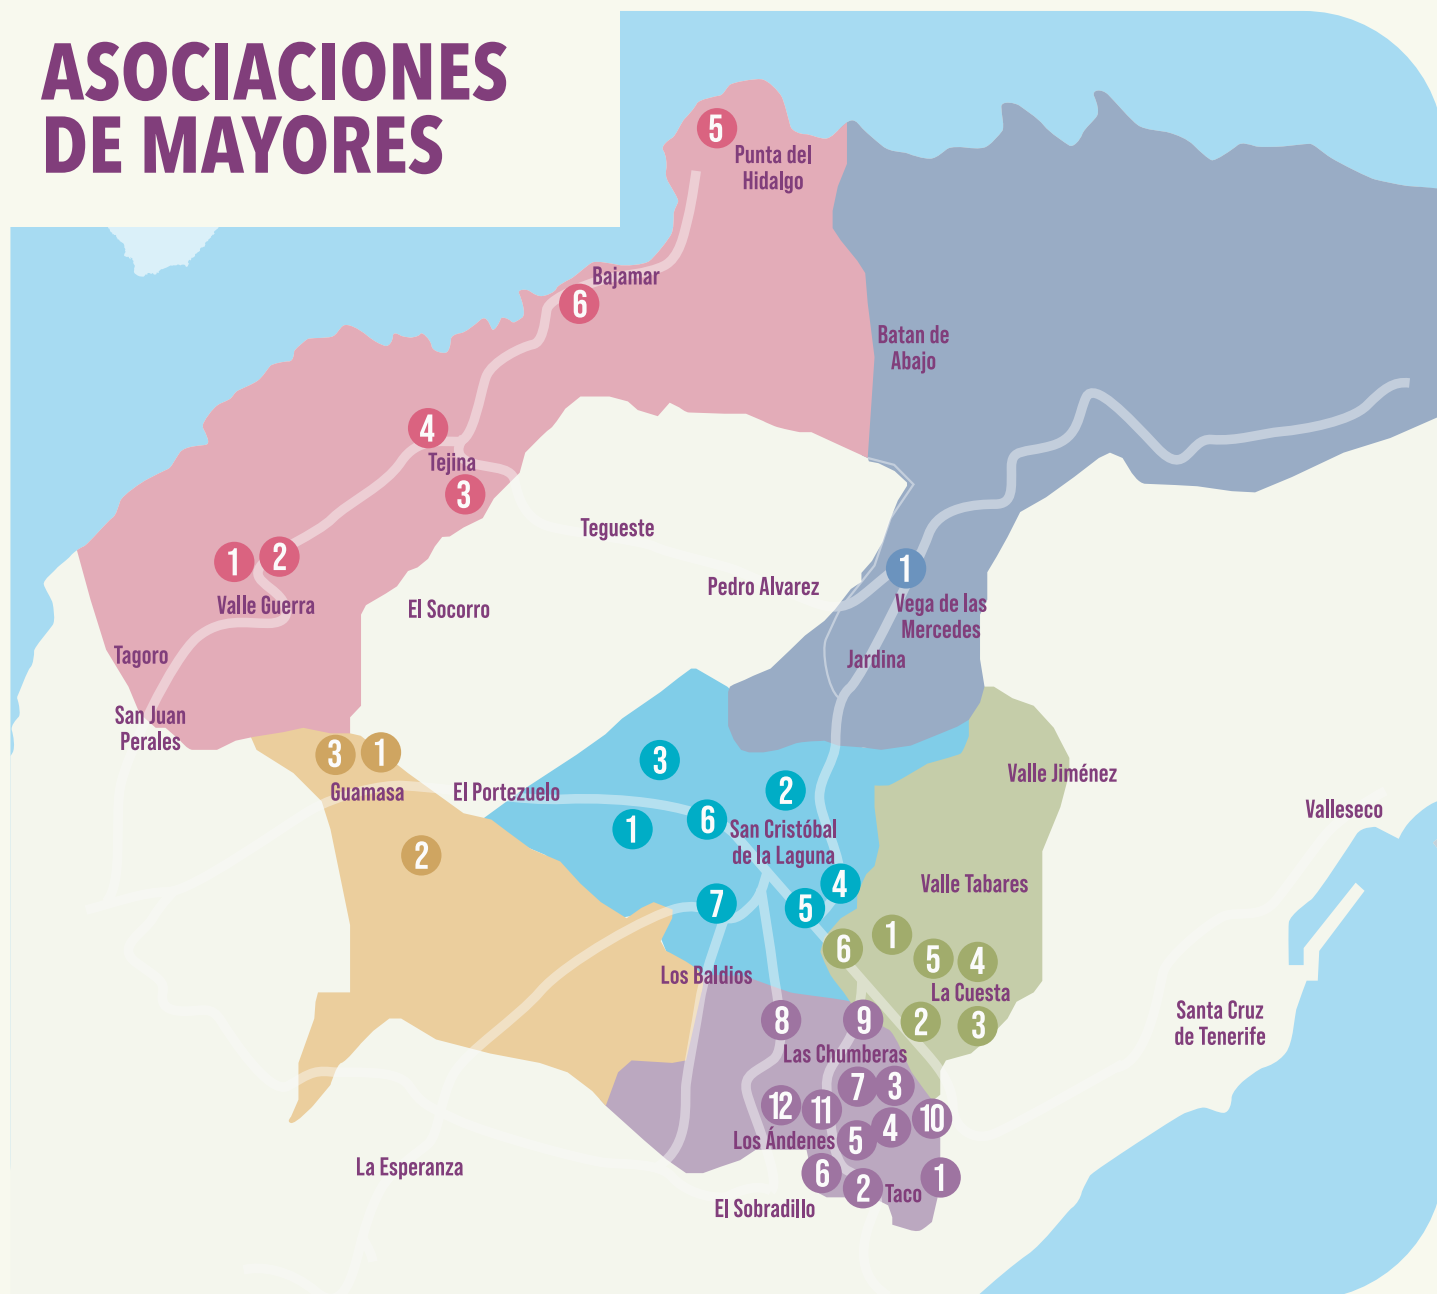 ASOCIACIONES
DE MAYORES
5
Punta del
Hidalgo
Bajamar
6
Batan de
Abajo
4
Tejina
3
Tegueste
1
2
Valle Guerra
El Socorro
Pedro Alvarez
1
Vega de las
Mercedes
Jardina
Tagoro
San Juan
Perales
3
1
Guamasa
El Portezuelo
2
3
2
1
6
San Cristóbal
de la Laguna
7
4
5
Valle Jiménez
Valleseco
Valle Tabares
6
1
5
4
La Cuesta
2
3
Los Baldios
Santa Cruz
de Tenerife
8
9
Las Chumberas
7
3
12
11
10
4
Los Ándenes
5
6
2
Taco
1
La Esperanza
El Sobradillo